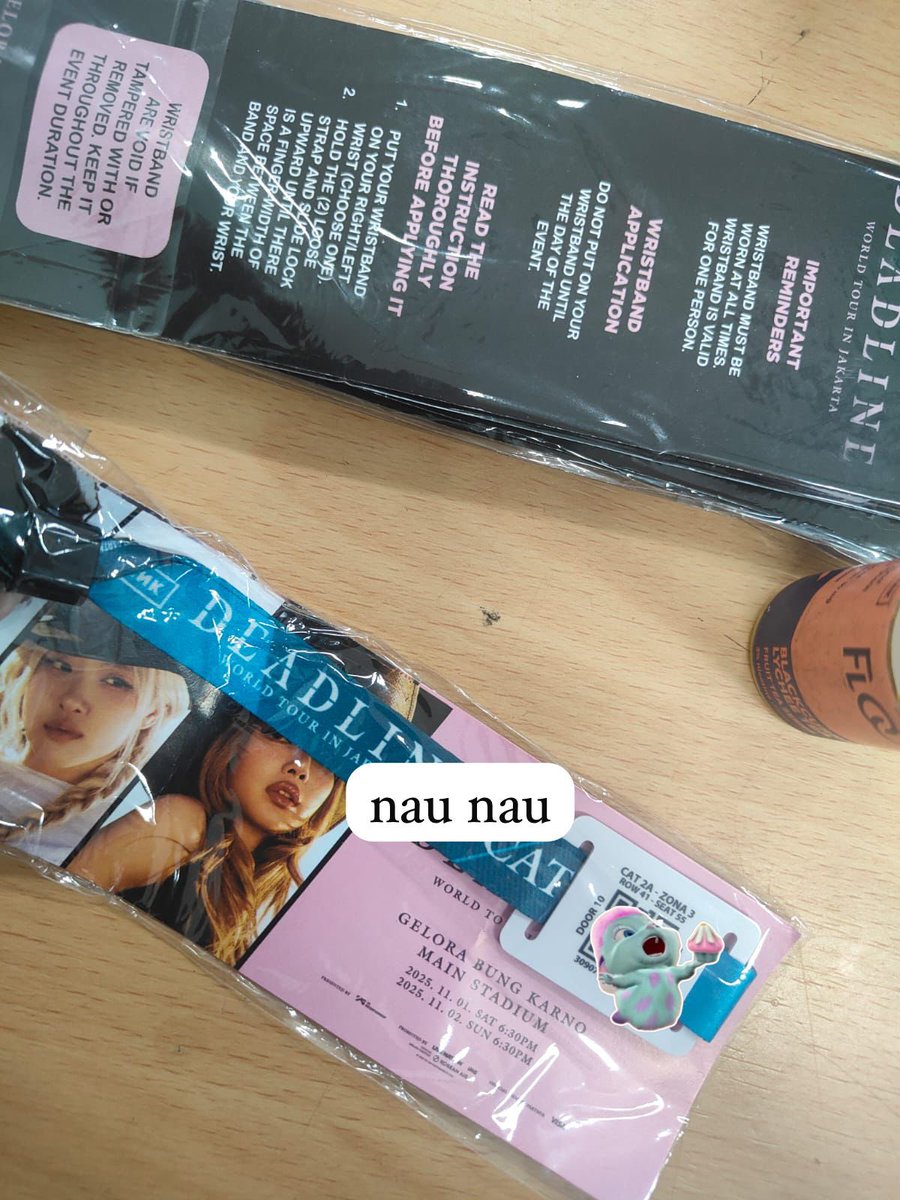 DEADLINE
WORLD TOUR IN JAKARTA
IMPORTANT
REMINDERS
WRISTBAND MUST BE
WORN AT ALL TIMES.
WRISTBAND IS VALID
FOR ONE PERSON.
WRISTBAND
APPLICATION
DO NOT PUT ON YOUR
WRISTBAND UNTIL
THE DAY OF THE
EVENT.
READ THE
INSTRUCTION
THOROUGHLY
BEFORE APPLYING IT
1. PUT YOUR WRISTBAND
ON YOUR RIGHT/LEFT
WRIST (CHOOSE ONE).
2. HOLD THE (2) LOOSE
STRAP AND SLIDE
UPWARD UNTIL THE LOCK
IS A FINGER WIDTH OF
SPACE BETWEEN THE
BAND AND YOUR WRIST.
WRISTBAND
ARE VOID IF
TAMPERED WITH OR
REMOVED. KEEP IT
THROUGHOUT THE
EVENT DURATION.
DEADLIN
WORLD TOUR IN JA
nau nau
CAT
CAT 2A - ZONA 3
ROW 41 - SEAT 55
DOOR 10
WORLD TO
GELORA BUNG KARNO
MAIN STADIUM
2025. 11. 01. SAT 6:30PM
2025. 11. 02. SUN 6:30PM
PRESENTED BY
VISA